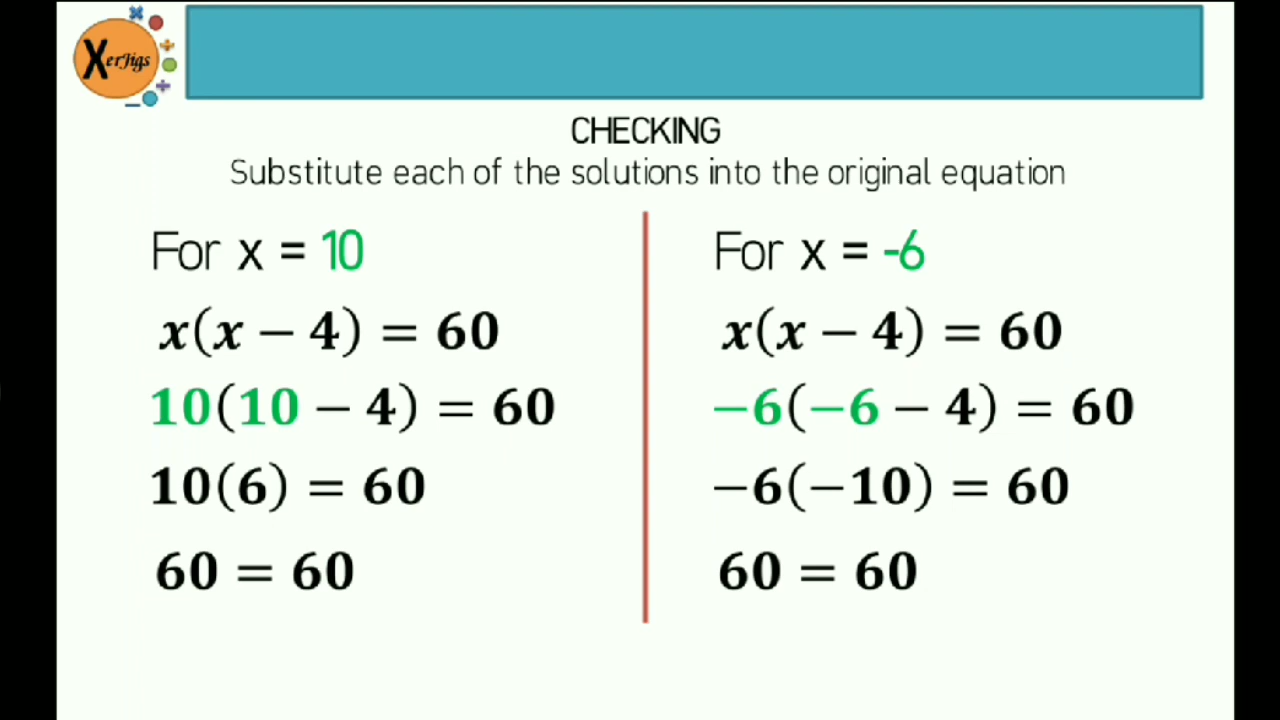 XerJigs
CHECKING
Substitute each of the solutions into the original equation
For x = 10
x(x − 4) = 60
10(10 − 4) = 60
10(6) = 60
60 = 60
For x = -6
x(x − 4) = 60
−6(−6 − 4) = 60
−6(−10) = 60
60 = 60